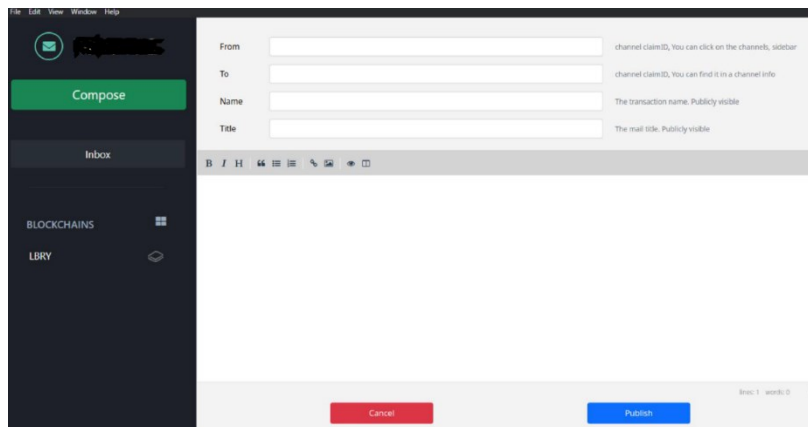 File Edit View Window Help
Compose
Inbox
BLOCKCHAINS
LBRY
From
channel claimID, You can click on the channels, sidebar
To
channel claimID, You can find it in a channel info
Name
The transaction name. Publicly visible
Title
The mail title. Publicly visible
B I H
lines: 1 words: 0
Cancel
Publish